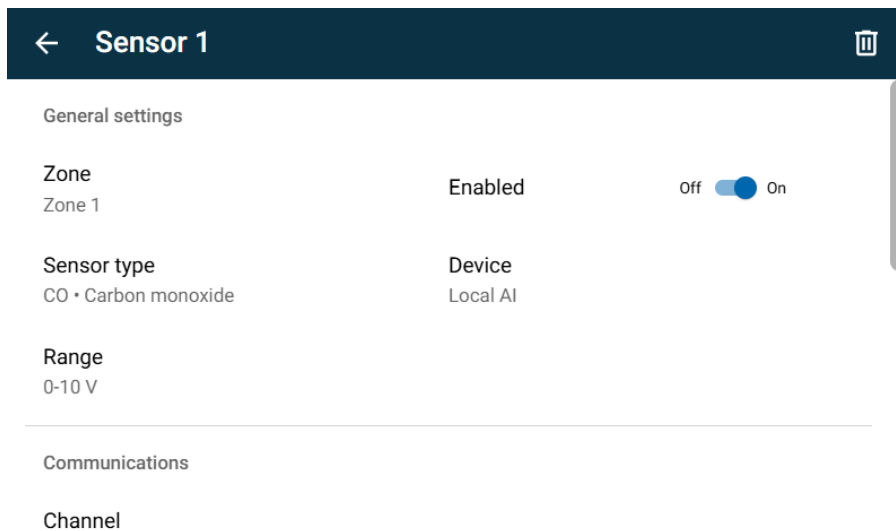 Sensor 1
General settings
Zone
Zone 1
Enabled
Off On
Sensor type
CO • Carbon monoxide
Device
Local AI
Range
0-10 V
Communications
Channel